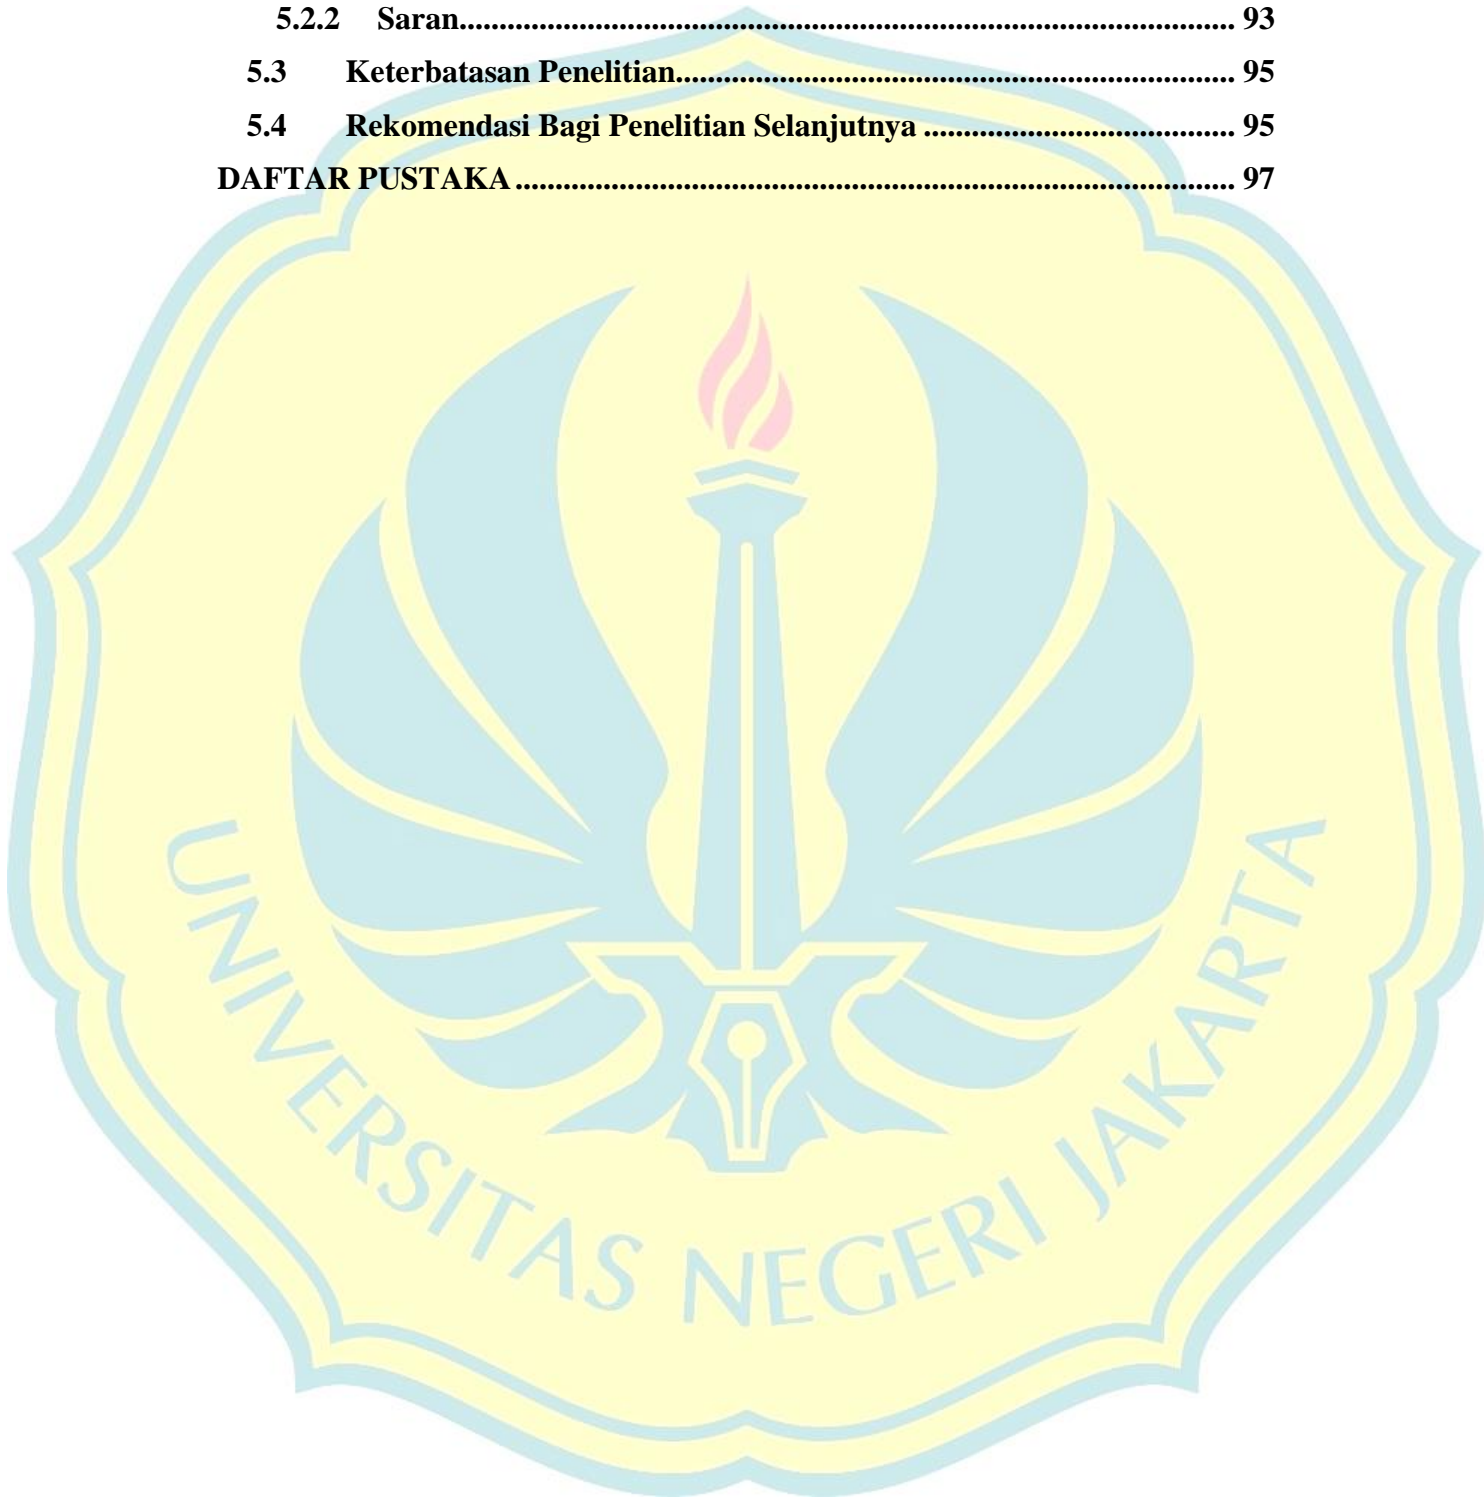 5.2.2 Saran.................................................................................................. 93
5.3 Keterbatasan Penelitian..................................................................... 95
5.4 Rekomendasi Bagi Penelitian Selanjutnya ...................................... 95
DAFTAR PUSTAKA ......................................................................................... 97
UNIVERSITAS NEGERI JAKARTA